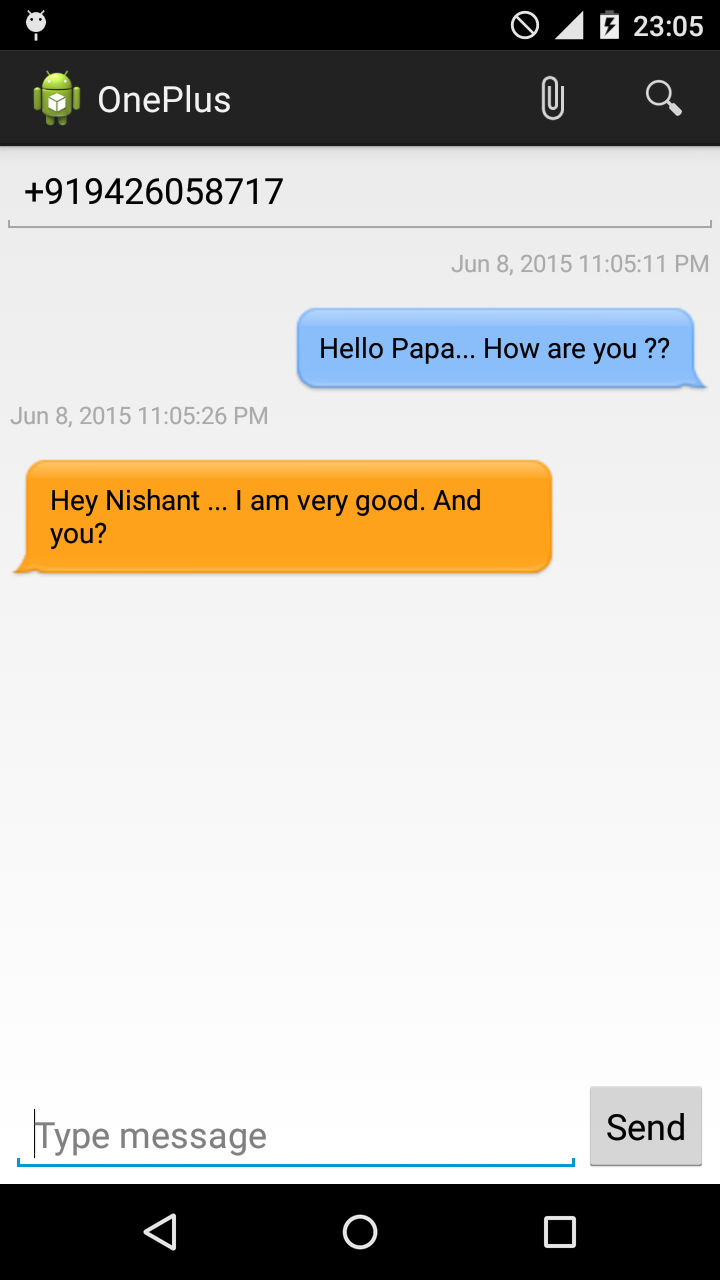 23:05
OnePlus
+919426058717
Jun 8, 2015 11:05:11 PM
Hello Papa... How are you ??
Jun 8, 2015 11:05:26 PM
Hey Nishant ... I am very good. And
you?
Type message
Send